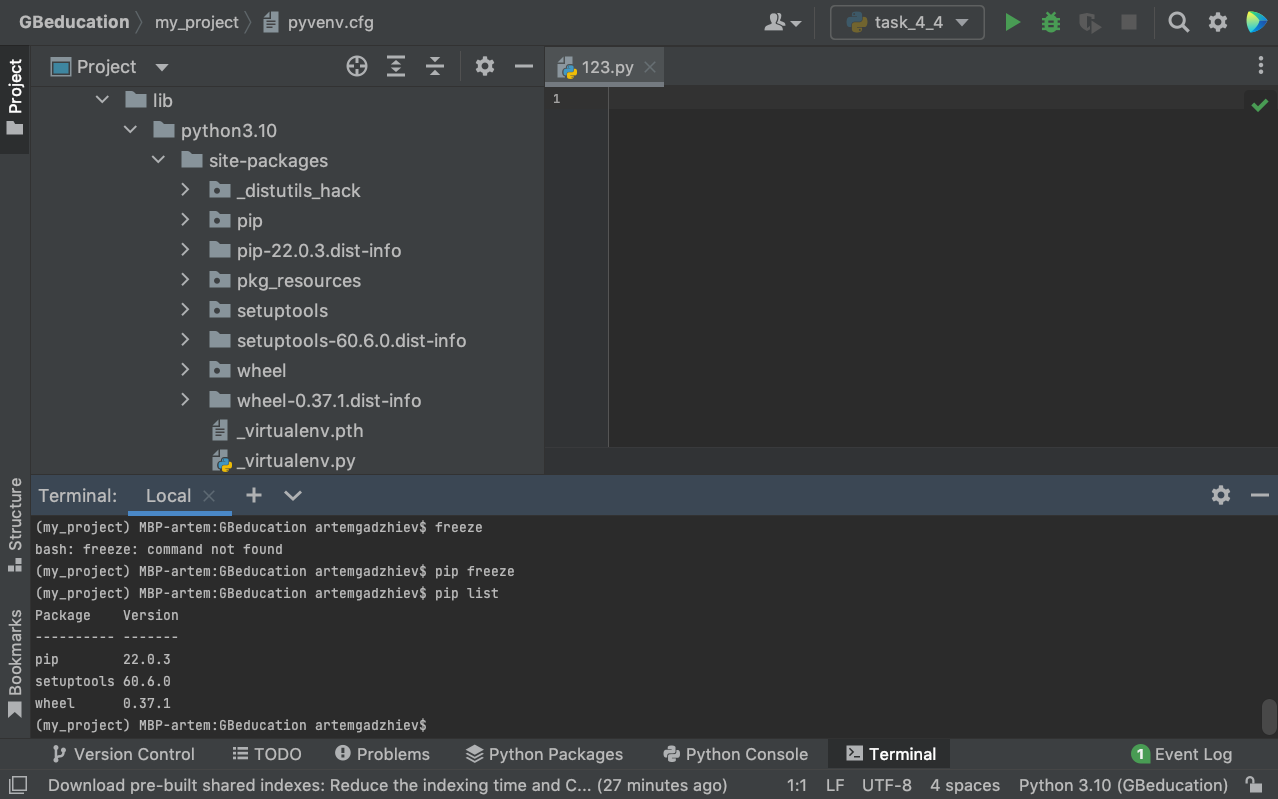 GBeducation my_project pyvenv.cfg
task_4_4
Project
Project
123.py
lib
python3.10
site-packages
_distutils_hack
pip
pip-22.0.3.dist-info
pkg_resources
setuptools
setuptools-60.6.0.dist-info
wheel
wheel-0.37.1.dist-info
_virtualenv.pth
_virtualenv.py
1
Structure
Bookmarks
Terminal: Local
(my_project) MBP-artem:GBeducation artemgadzhiev$ freeze
bash: freeze: command not found
(my_project) MBP-artem:GBeducation artemgadzhiev$ pip freeze
(my_project) MBP-artem:GBeducation artemgadzhiev$ pip list
Package    Version
---------- -------
pip        22.0.3
setuptools 60.6.0
wheel      0.37.1
(my_project) MBP-artem:GBeducation artemgadzhiev$
Version Control TODO Problems Python Packages Python Console Terminal 1 Event Log
Download pre-built shared indexes: Reduce the indexing time and C... (27 minutes ago) 1:1 LF UTF-8 4 spaces Python 3.10 (GBeducation)